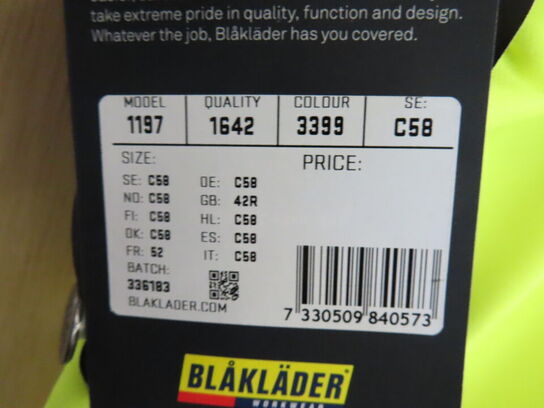 take extreme pride in quality, function and design.
Whatever the job, Blåkläder has you covered.
MODEL QUALITY COLOUR SE:
1197 1642 3399 C58
SIZE: PRICE:
SE: C58 DE: C58
NO: C58 GB: 42R
FI: C58 HL: C58
DK: C58 ES: C58
FR: 52 IT: C58
BATCH:
336183
BLAKLADER.COM
7 330509 840573
BLÅKLÄDER
WORKWEAR